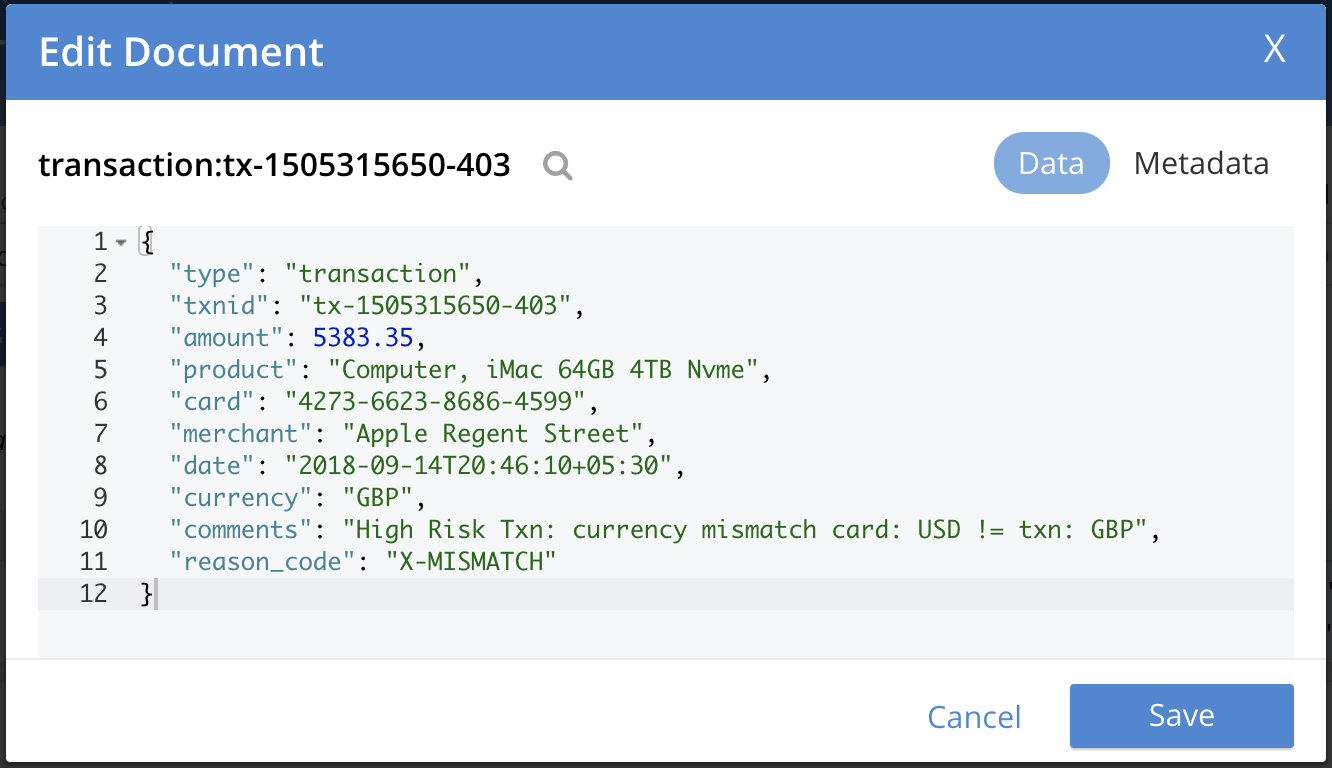 Edit Document X
transaction:tx-1505315650-403 Data Metadata
1 {
2 "type": "transaction",
3 "txnid": "tx-1505315650-403",
4 "amount": 5383.35,
5 "product": "Computer, iMac 64GB 4TB Nvme",
6 "card": "4273-6623-8686-4599",
7 "merchant": "Apple Regent Street",
8 "date": "2018-09-14T20:46:10+05:30",
9 "currency": "GBP",
10 "comments": "High Risk Txn: currency mismatch card: USD != txn: GBP",
11 "reason_code": "X-MISMATCH"
12 }
Cancel Save